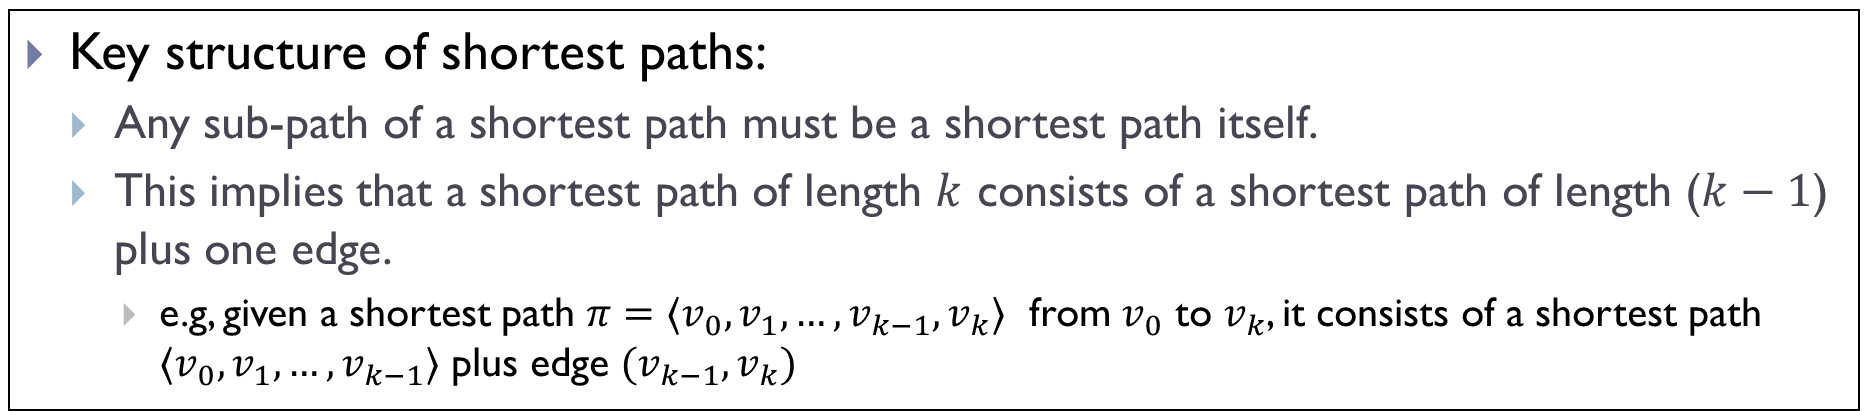 Key structure of shortest paths:
Any sub-path of a shortest path must be a shortest path itself.
This implies that a shortest path of length 𝑘 consists of a shortest path of length (𝑘 − 1)
plus one edge.
e.g, given a shortest path 𝜋 = ⟨𝑣₀, 𝑣₁, … , 𝑣ₖ₋₁, 𝑣ₖ⟩ from 𝑣₀ to 𝑣ₖ, it consists of a shortest path
⟨𝑣₀, 𝑣₁, … , 𝑣ₖ₋₁⟩ plus edge (𝑣ₖ₋₁, 𝑣ₖ)